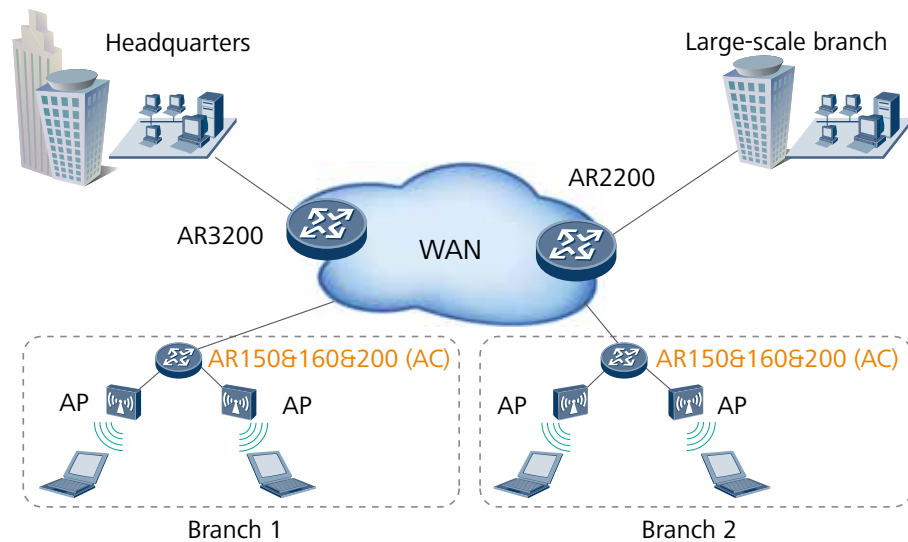 Headquarters
Large-scale branch
AR2200
AR3200
WAN
AR150&160&200 (AC)
AR150&160&200 (AC)
AP
AP
AP
AP
Branch 1
Branch 2